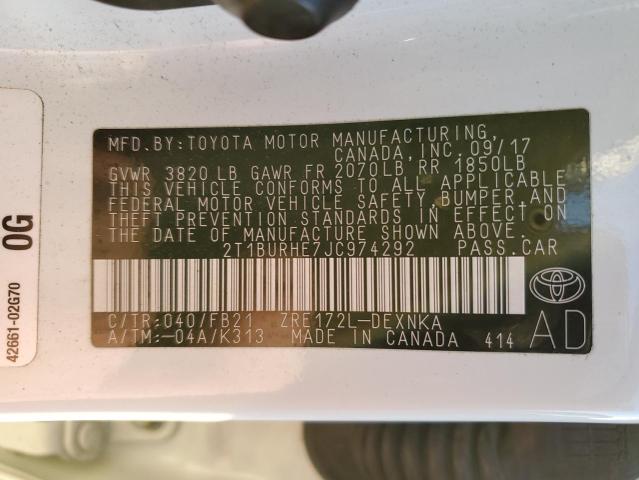 MFD.BY:TOYOTA MOTOR MANUFACTURING,
CANADA,INC.09/17
GVWR 3820LB GAWR FR 2070LB,RR 1850LB
THIS VEHICLE CONFORMS TO ALL APPLICABLE
FEDERAL MOTOR VEHICLE SAFETY,BUMPER,AND
THEFT PREVENTION STANDARDS IN EFFECT ON
THE DATE OF MANUFACTURE SHOWN ABOVE.
2T1BURHE7JC974292 PASS.CAR
C/TR:040/FB21 ZRE172L-DEXNKA
A/TM:-04A/K313 MADE IN CANADA 414
AD
0G
42661-02G70